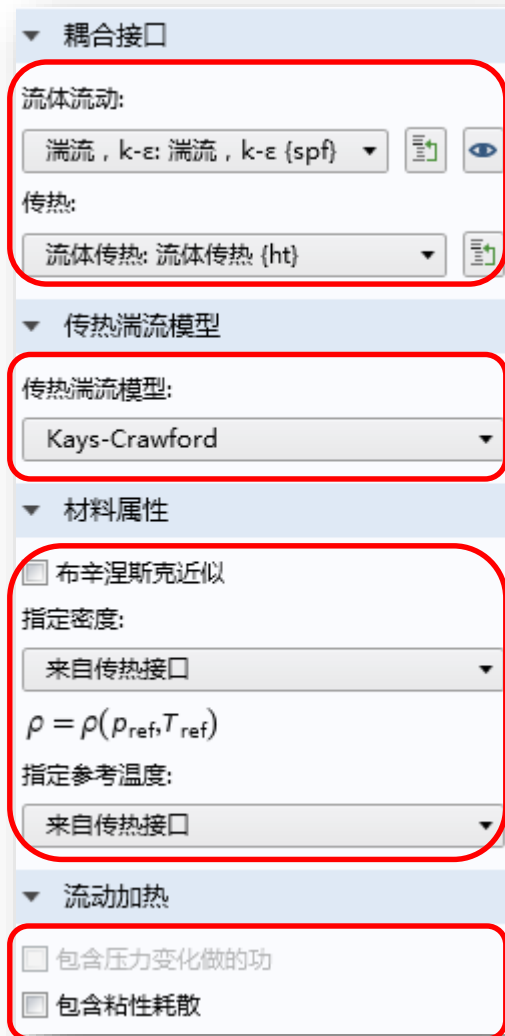 耦合接口
流体流动:
湍流，k-ε: 湍流，k-ε {spf}
传热:
流体传热: 流体传热 {ht}
传热湍流模型
传热湍流模型:
Kays-Crawford
材料属性
布辛涅斯克近似
指定密度:
来自传热接口
ρ = ρ(p_ref,T_ref)
指定参考温度:
来自传热接口
流动加热
包含压力变化做的功
包含粘性耗散